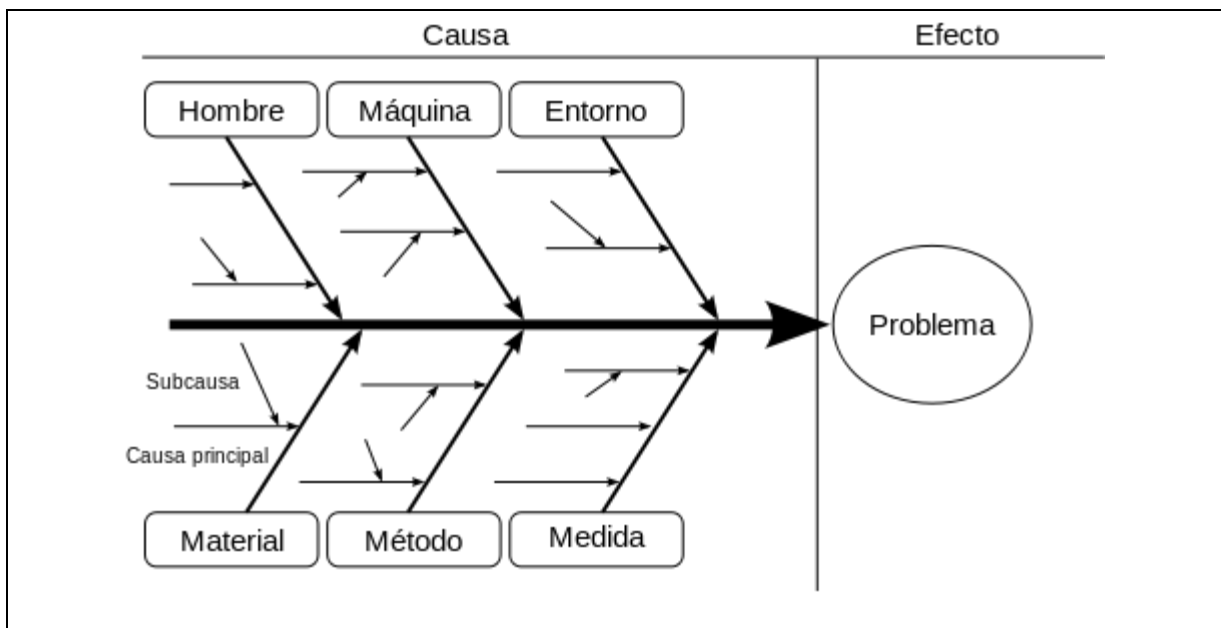 Causa
Efecto
Hombre
Máquina
Entorno
Problema
Subcausa
Causa principal
Material
Método
Medida